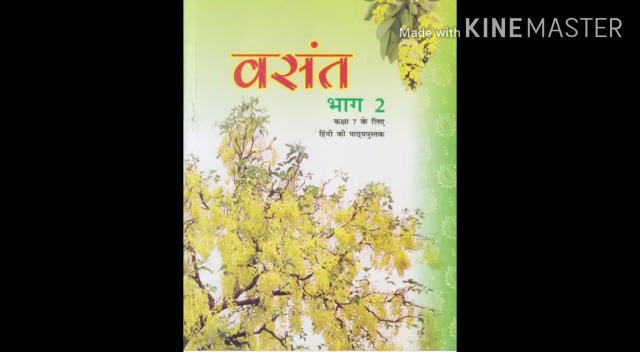 Made with KINEMASTER
वसंत
भाग 2
कक्षा 7 के लिए
हिंदी की पाठ्यपुस्तक